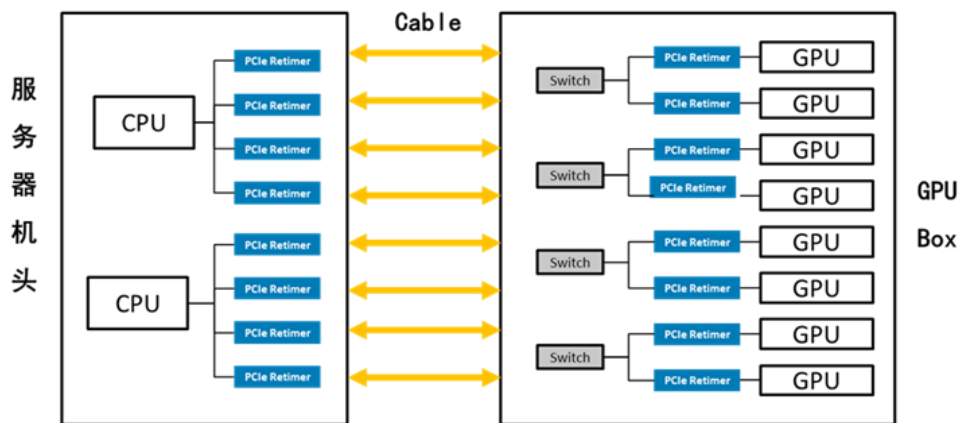 Cable
服
务
器
机
头
CPU
PCIe Retimer
PCIe Retimer
PCIe Retimer
PCIe Retimer
CPU
PCIe Retimer
PCIe Retimer
PCIe Retimer
PCIe Retimer
Switch
PCIe Retimer
GPU
PCIe Retimer
GPU
Switch
PCIe Retimer
GPU
PCIe Retimer
GPU
Switch
PCIe Retimer
GPU
PCIe Retimer
GPU
Switch
PCIe Retimer
GPU
PCIe Retimer
GPU
GPU
Box